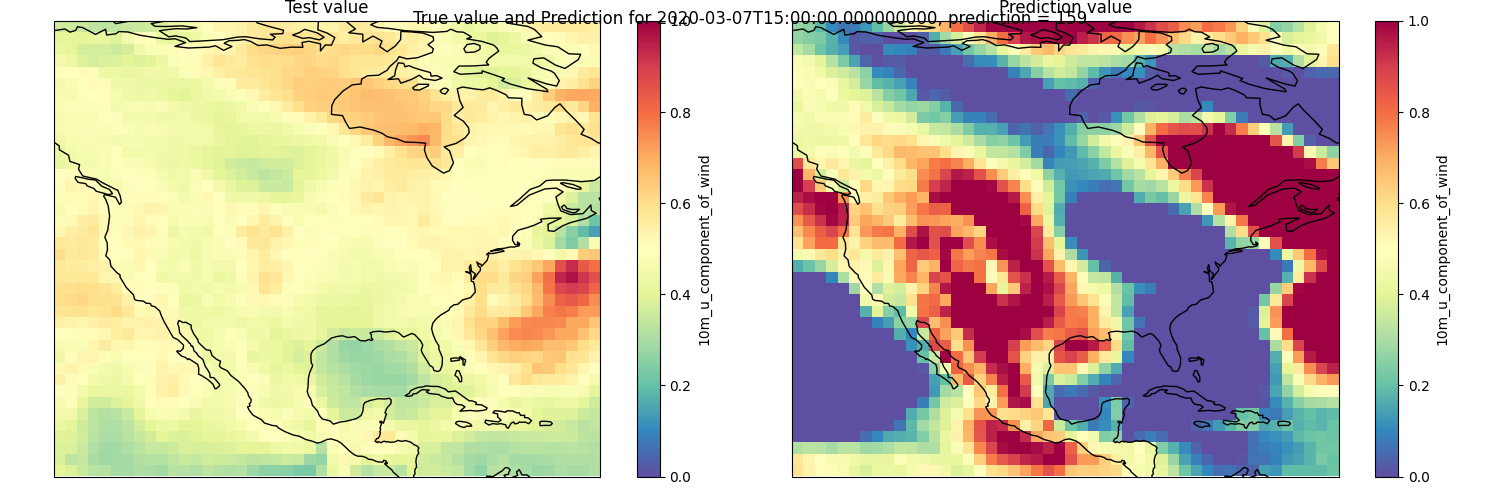 True value and Prediction for 2020-03-07T15:00:00.000000000, prediction = 159
Test value
Prediction value
1.0
0.8
0.6
0.4
0.2
0.0
10m_u_component_of_wind
1.0
0.8
0.6
0.4
0.2
0.0
10m_u_component_of_wind